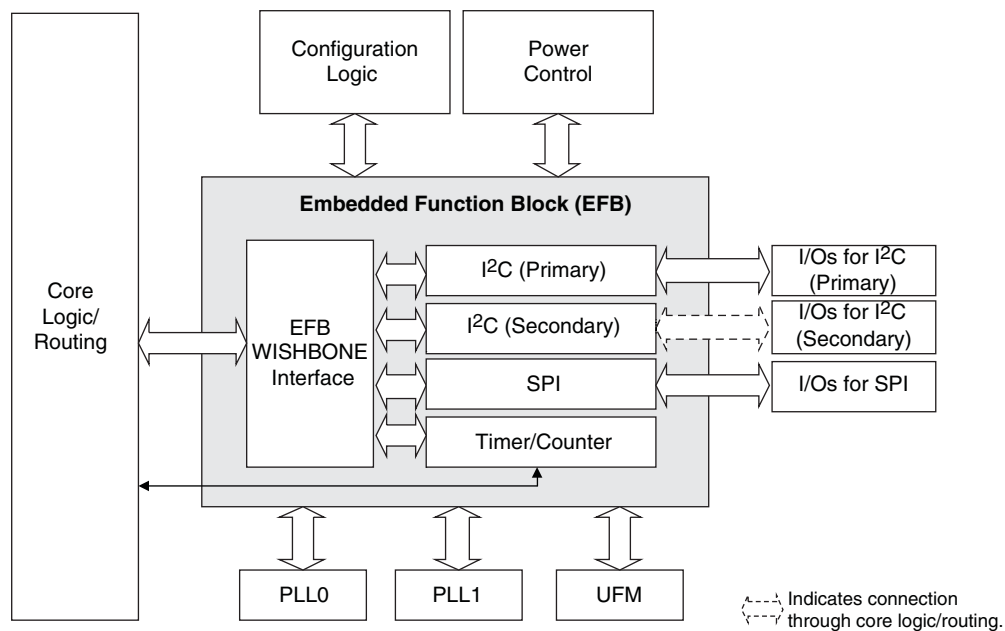 Configuration
Logic
Power
Control
Embedded Function Block (EFB)
Core
Logic/
Routing
EFB
WISHBONE
Interface
I²C (Primary)
I²C (Secondary)
SPI
Timer/Counter
I/Os for I²C
(Primary)
I/Os for I²C
(Secondary)
I/Os for SPI
PLL0
PLL1
UFM
Indicates connection
through core logic/routing.